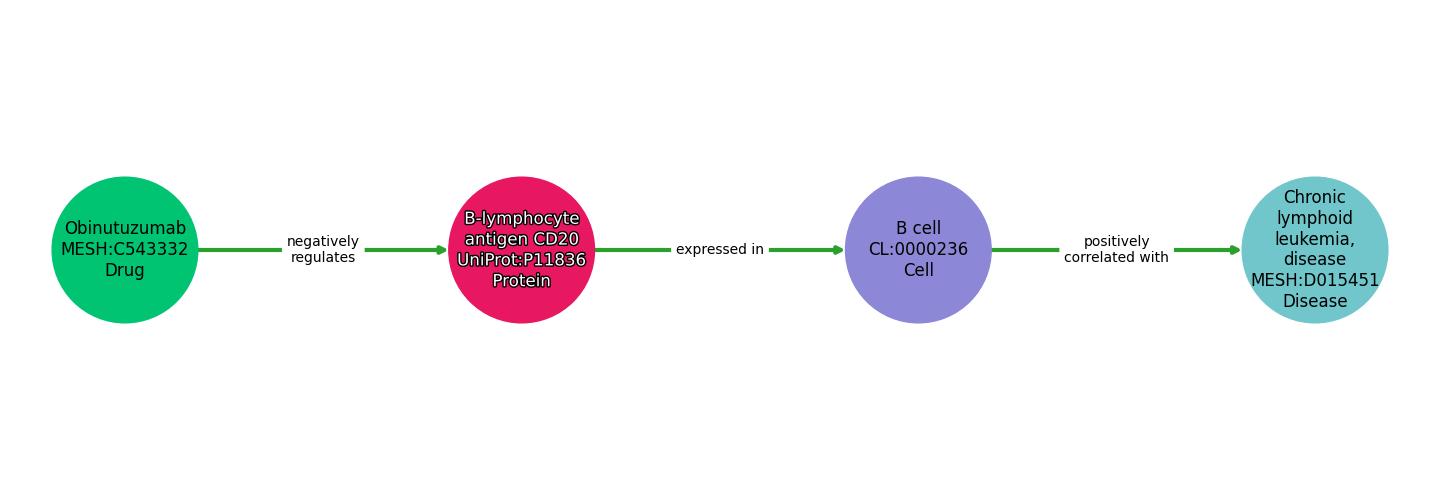 Obinutuzumab
MESH:C543332
Drug
negatively
regulates
B-lymphocyte
antigen CD20
UniProt:P11836
Protein
expressed in
B cell
CL:0000236
Cell
positively
correlated with
Chronic
lymphoid
leukemia,
disease
MESH:D015451
Disease